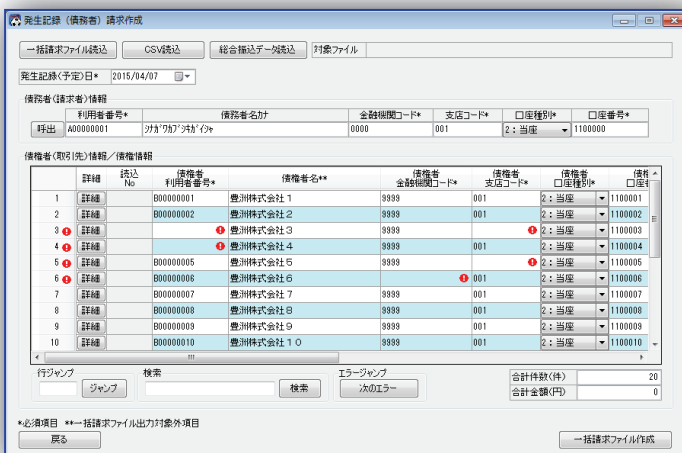 発生記録（債務者）請求作成
一括請求ファイル読込 CSV読込 総合振込データ読込 対象ファイル
発生記録(予定)日* 2015/04/07
債務者(請求者)情報
利用者番号* 債務者名カナ 金融機関コード* 支店コード* 口座種別* 口座番号*
呼出 A00000001 シナガワカブシキガイシャ 0000 001 2：当座 1100000
債権者(取引先)情報／債権情報
詳細 読込No 債権者利用者番号* 債権者名** 債権者金融機関コード* 債権者支店コード* 債権者口座種別*
1 詳細 B00000001 豊洲株式会社１ 9999 001 2：当座 1100001
2 詳細 B00000002 豊洲株式会社２ 9999 001 2：当座 1100002
3 詳細 豊洲株式会社３ 9999 2：当座 1100003
4 詳細 豊洲株式会社４ 9999 001 2：当座 1100004
5 詳細 B00000005 豊洲株式会社５ 9999 2：当座 1100005
6 詳細 B00000006 豊洲株式会社６ 001 2：当座 1100006
7 詳細 B00000007 豊洲株式会社７ 9999 001 2：当座 1100007
8 詳細 B00000008 豊洲株式会社８ 9999 001 2：当座 1100008
9 詳細 B00000009 豊洲株式会社９ 9999 001 2：当座 1100009
10 詳細 B00000010 豊洲株式会社１０ 9999 001 2：当座 1100010
行ジャンプ 検索 エラージャンプ
ジャンプ 検索 次のエラー
合計件数(件) 20
合計金額(円) 0
*必須項目 **一括請求ファイル出力対象外項目
戻る 一括請求ファイル作成